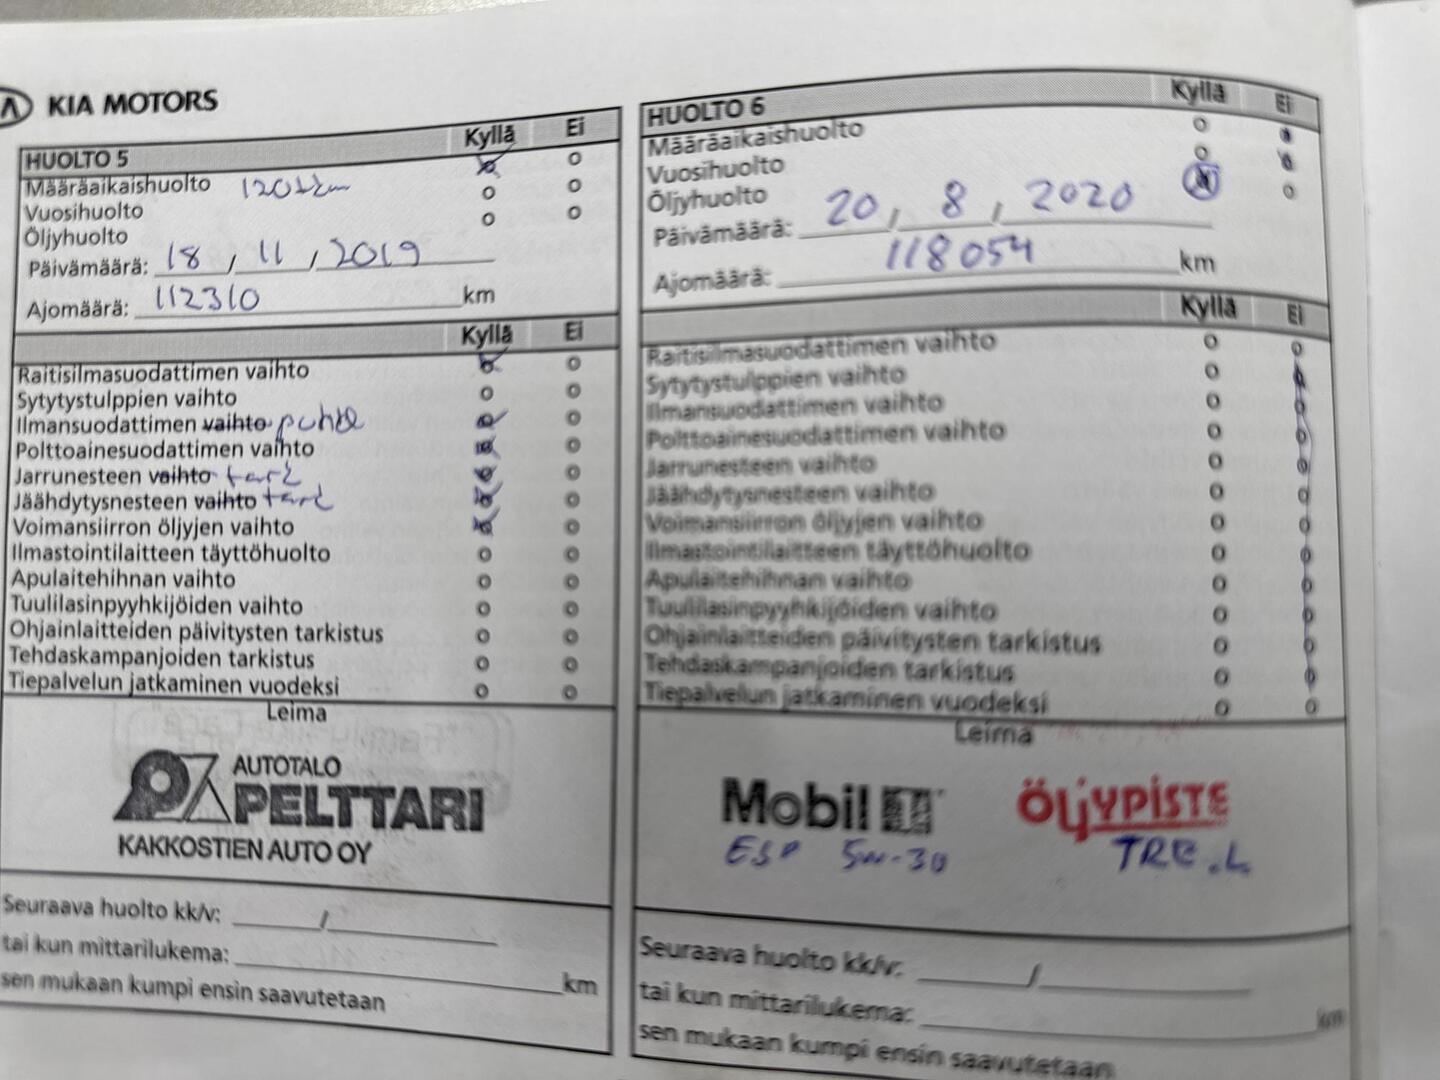 KIA MOTORS
HUOLTO 5 Kyllä Ei
Määräaikaishuolto 120tkm
Vuosihuolto
Öljyhuolto
Päivämäärä: 18, 11, 2019
Ajomäärä: 112310 km
Kyllä Ei
Raitisilmasuodattimen vaihto
Sytytystulppien vaihto
Ilmansuodattimen vaihto puhd
Polttoainesuodattimen vaihto
Jarrunesteen vaihto tark
Jäähdytysnesteen vaihto tark
Voimansiirron öljyjen vaihto
Ilmastointilaitteen täyttöhuolto
Apulaitehihnan vaihto
Tuulilasinpyyhkijöiden vaihto
Ohjainlaitteiden päivitysten tarkistus
Tehdaskampanjoiden tarkistus
Tiepalvelun jatkaminen vuodeksi
Leima
AUTOTALO
PELTTARI
KAKKOSTIEN AUTO OY
Seuraava huolto kk/v: /
tai kun mittarilukema: km
sen mukaan kumpi ensin saavutetaan
HUOLTO 6 Kyllä Ei
Määräaikaishuolto
Vuosihuolto
Öljyhuolto
Päivämäärä: 20, 8, 2020
Ajomäärä: 118054 km
Kyllä Ei
Raitisilmasuodattimen vaihto
Sytytystulppien vaihto
Ilmansuodattimen vaihto
Polttoainesuodattimen vaihto
Jarrunesteen vaihto
Jäähdytysnesteen vaihto
Voimansiirron öljyjen vaihto
Ilmastointilaitteen täyttöhuolto
Apulaitehihnan vaihto
Tuulilasinpyyhkijöiden vaihto
Ohjainlaitteiden päivitysten tarkistus
Tehdaskampanjoiden tarkistus
Tiepalvelun jatkaminen vuodeksi
Leima
Mobil 1 ÖLJYPISTE
ESP 5W-30 TRE.L
Seuraava huolto kk/v: /
tai kun mittarilukema: km
sen mukaan kumpi ensin saavutetaan